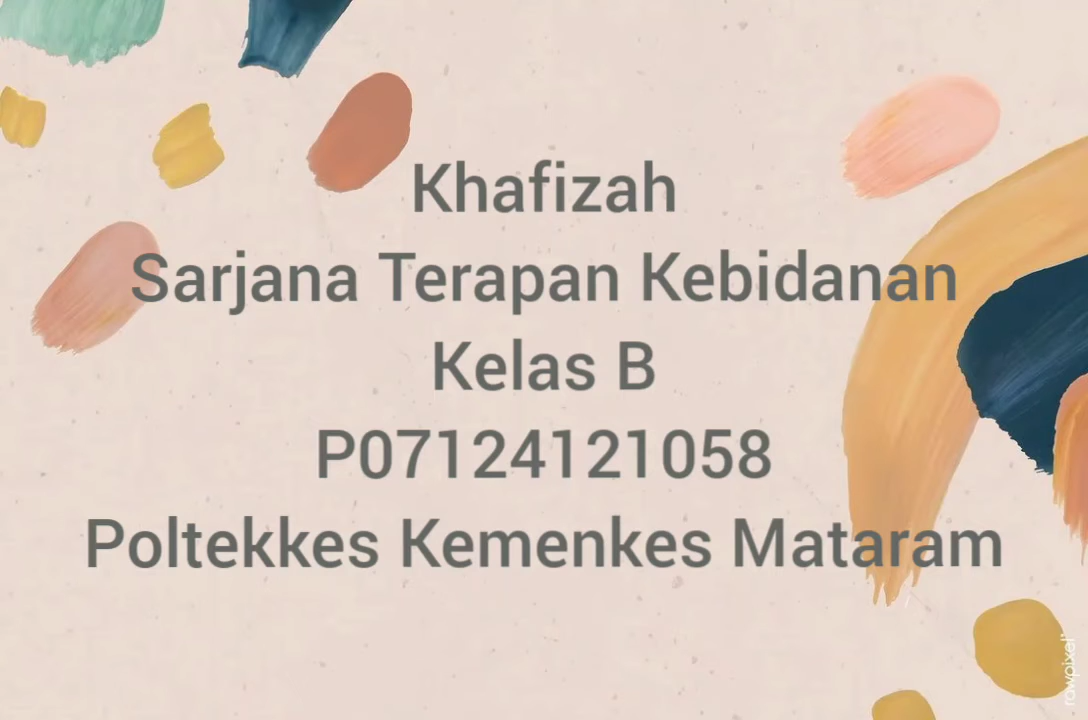 Khafizah
Sarjana Terapan Kebidanan
Kelas B
P07124121058
Poltekkes Kemenkes Mataram
rawpixel